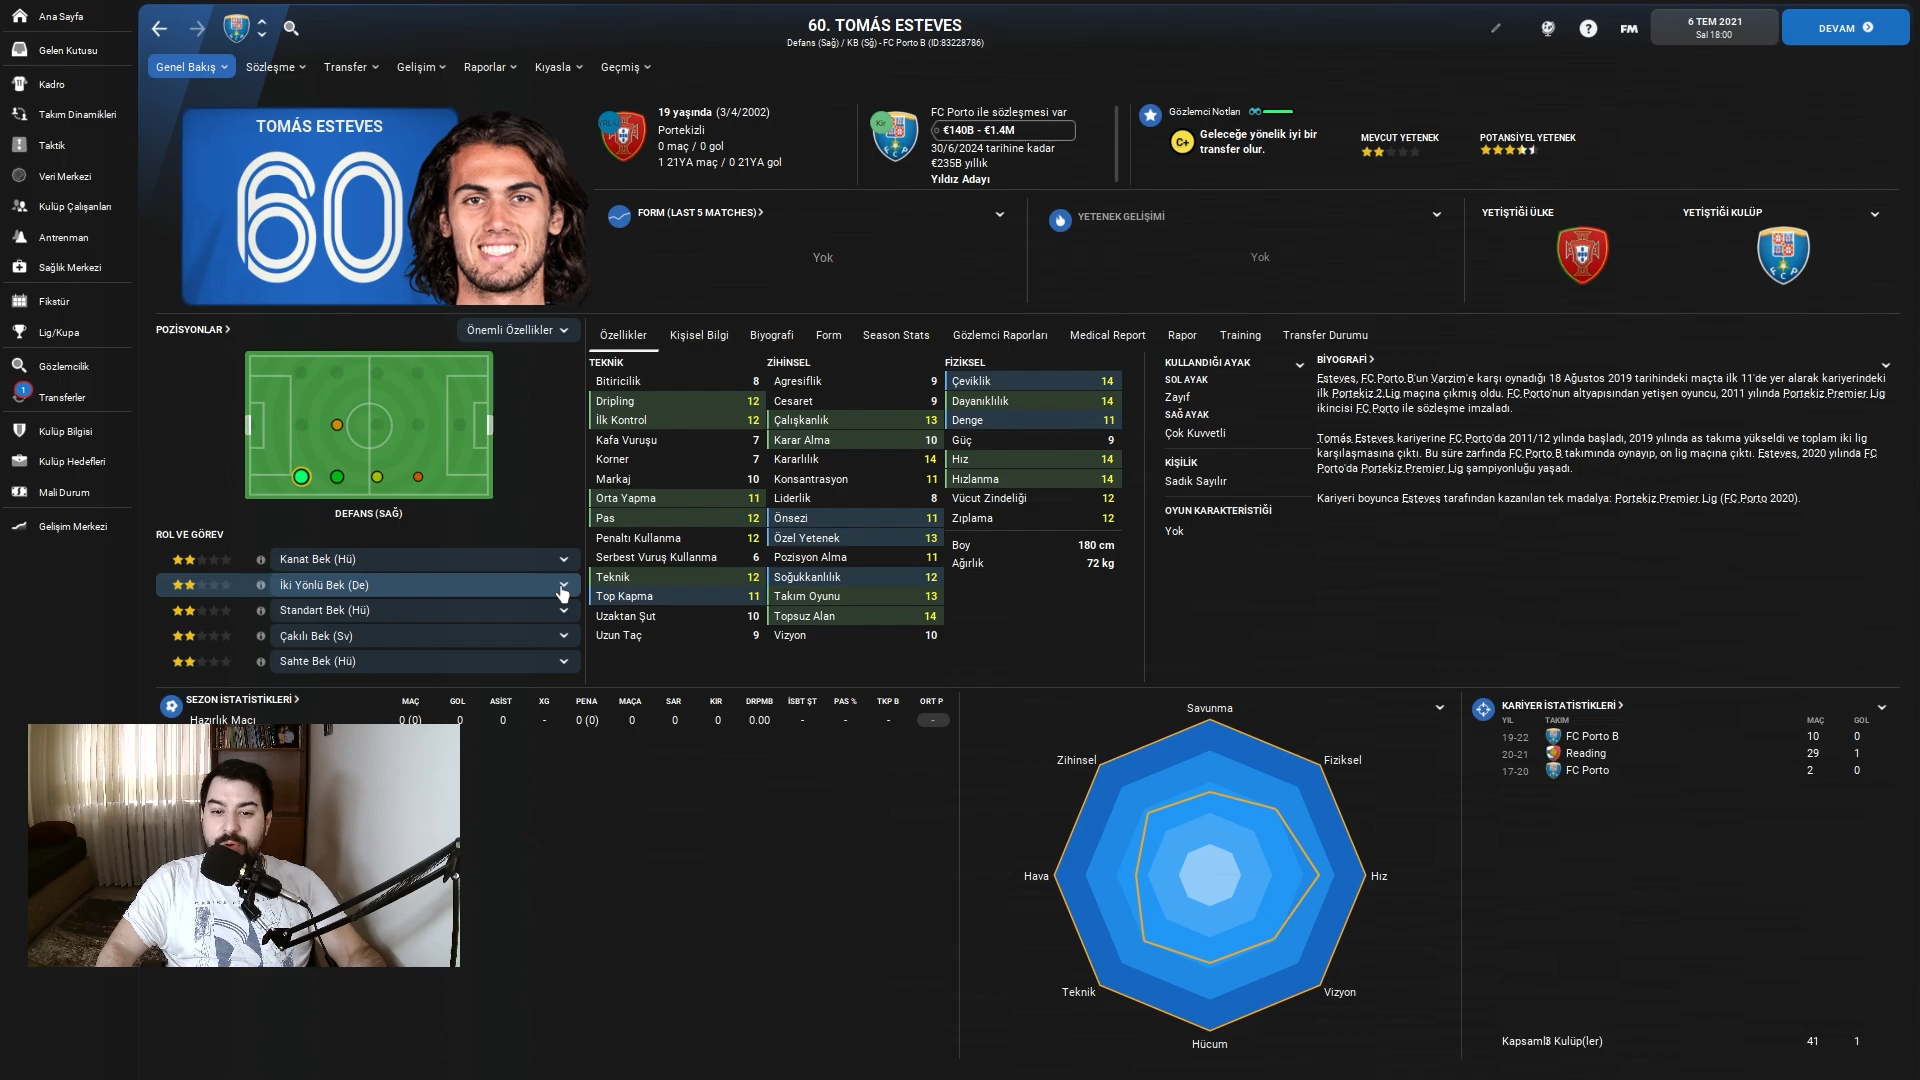 Ana Sayfa
Gelen Kutusu
Kadro
Takım Dinamikleri
Taktik
Veri Merkezi
Kulüp Çalışanları
Antrenman
Sağlık Merkezi
Fikstür
Lig/Kupa
Gözlemcilik
1
Transferler
Kulüp Bilgisi
Kulüp Hedefleri
Mali Durum
Gelişim Merkezi
60. TOMÁS ESTEVES
Defans (Sağ) / KB (Sğ) - FC Porto B (ID:83228786)
FM
6 TEM 2021
Sal 18:00
DEVAM
Genel Bakış
Sözleşme
Transfer
Gelişim
Raporlar
Kıyasla
Geçmiş
TOMÁS ESTEVES
60
19 yaşında (3/4/2002)
Portekizli
0 maç / 0 gol
1 21YA maç / 0 21YA gol
Kir
FC Porto ile sözleşmesi var
€140B - €1.4M
30/6/2024 tarihine kadar
€235B yıllık
Yıldız Adayı
Gözlemci Notları
C+
Geleceğe yönelik iyi bir
transfer olur.
MEVCUT YETENEK
POTANSİYEL YETENEK
FORM (LAST 5 MATCHES)
Yok
YETENEK GELİŞİMİ
Yok
YETİŞTİĞİ ÜLKE
YETİŞTİĞİ KULÜP
POZİSYONLAR
Önemli Özellikler
DEFANS (SAĞ)
ROL VE GÖREV
Kanat Bek (Hü)
İki Yönlü Bek (De)
Standart Bek (Hü)
Çakılı Bek (Sv)
Sahte Bek (Hü)
Özellikler
Kişisel Bilgi
Biyografi
Form
Season Stats
Gözlemci Raporları
Medical Report
Rapor
Training
Transfer Durumu
TEKNİK
Bitiricilik 8
Dripling 12
İlk Kontrol 12
Kafa Vuruşu 7
Korner 7
Markaj 10
Orta Yapma 11
Pas 12
Penaltı Kullanma 12
Serbest Vuruş Kullanma 6
Teknik 12
Top Kapma 11
Uzaktan Şut 10
Uzun Taç 9
ZİHİNSEL
Agresiflik 9
Cesaret 9
Çalışkanlık 13
Karar Alma 10
Kararlılık 14
Konsantrasyon 11
Liderlik 8
Önsezi 11
Özel Yetenek 13
Pozisyon Alma 11
Soğukkanlılık 12
Takım Oyunu 13
Topsuz Alan 14
Vizyon 10
FİZİKSEL
Çeviklik 14
Dayanıklılık 14
Denge 11
Güç 9
Hız 14
Hızlanma 14
Vücut Zindeliği 12
Zıplama 12
Boy 180 cm
Ağırlık 72 kg
KULLANDIĞI AYAK
SOL AYAK
Zayıf
SAĞ AYAK
Çok Kuvvetli
KİŞİLİK
Sadık Sayılır
OYUN KARAKTERİSTİĞİ
Yok
BİYOGRAFİ
Esteves, FC Porto B'un Varzim'e karşı oynadığı 18 Ağustos 2019 tarihindeki maçta ilk 11'de yer alarak kariyerindeki
ilk Portekiz 2.Lig maçına çıkmış oldu. FC Porto'nun altyapısından yetişen oyuncu, 2011 yılında Portekiz Premier Lig
ikincisi FC Porto ile sözleşme imzaladı.
Tomás Esteves kariyerine FC Porto'da 2011/12 yılında başladı, 2019 yılında as takıma yükseldi ve toplam iki lig
karşılaşmasına çıktı. Bu süre zarfında FC Porto B takımında oynayıp, on lig maçına çıktı. Esteves, 2020 yılında FC
Porto'da Portekiz Premier Lig şampiyonluğu yaşadı.
Kariyeri boyunca Esteves tarafından kazanılan tek madalya: Portekiz Premier Lig (FC Porto 2020).
SEZON İSTATİSTİKLERİ
MAÇ GOL ASİST XG PENA MAÇA SAR KIR DRPMB İSBT ŞT PAS % TKP B ORT P
Hazırlık Maçı 0 (0) 0 0 - 0 (0) 0 0 0 0.00 - - - -
Savunma
Fiziksel
Hız
Vizyon
Hücum
Teknik
Hava
Zihinsel
KARİYER İSTATİSTİKLERİ
YIL TAKIM MAÇ GOL
19-22 FC Porto B 10 0
20-21 Reading 29 1
17-20 FC Porto 2 0
Kulüp(ler) 41 1